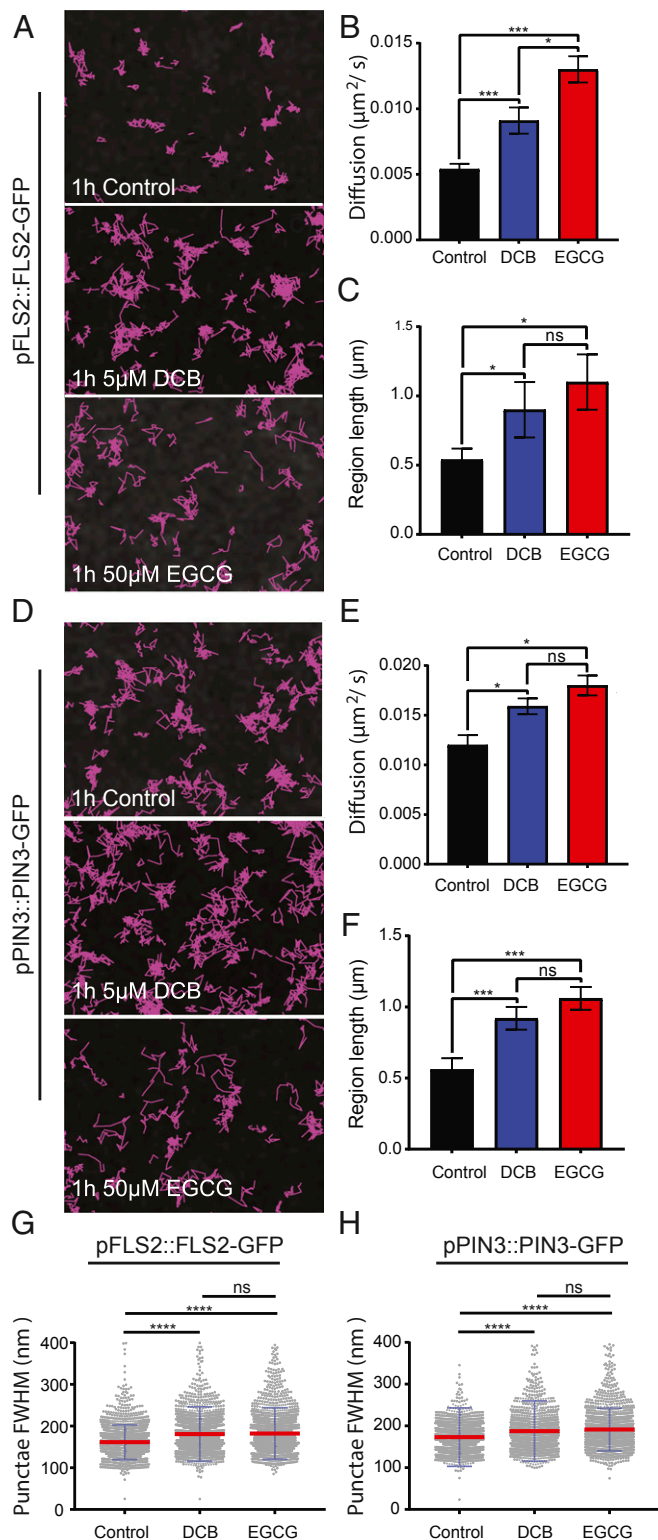 A
pFLS2::FLS2-GFP
1h Control
1h 5µM DCB
1h 50µM EGCG
B
Diffusion (µm²/ s)
0.015
0.010
0.005
0.000
***
*
***
Control DCB EGCG
C
Region length (µm)
1.5
1.0
0.5
0.0
*
ns
*
Control DCB EGCG
D
pPIN3::PIN3-GFP
1h Control
1h 5µM DCB
1h 50µM EGCG
E
Diffusion (µm²/ s)
0.020
0.015
0.010
0.005
0.000
*
ns
*
Control DCB EGCG
F
Region length (µm)
1.5
1.0
0.5
0.0
***
ns
***
Control DCB EGCG
G
pFLS2::FLS2-GFP
ns
****
****
Punctae FWHM (nm)
400
300
200
100
0
Control DCB EGCG
H
pPIN3::PIN3-GFP
ns
****
****
Punctae FWHM (nm)
400
300
200
100
0
Control DCB EGCG